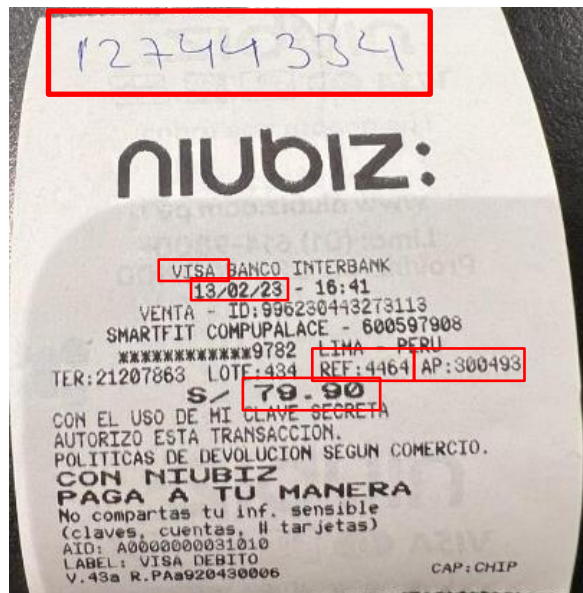 12744334
niubiz:
VISA BANCO INTERBANK
13/02/23 - 16:41
VENTA - ID:996230443273113
SMARTFIT COMPUPALACE - 600597908
************9782 LIMA - PERU
TER:21207863 LOTE:434 REF:4464 AP:300493
S/ 79.90
CON EL USO DE MI CLAVE SECRETA
AUTORIZO ESTA TRANSACCION.
POLITICAS DE DEVOLUCION SEGUN COMERCIO.
CON NIUBIZ
PAGA A TU MANERA
No compartas tu inf. sensible
(claves, cuentas, # tarjetas)
AID: A0000000031010
LABEL: VISA DEBITO
V.43a R.PAa920430006 CAP:CHIP